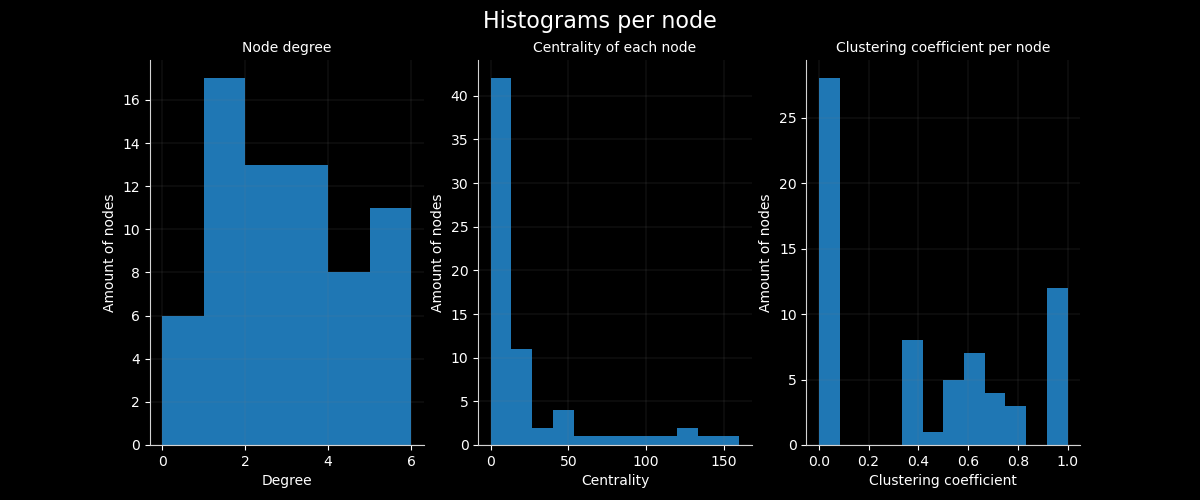 Histograms per node
Node degree
Amount of nodes
0
2
4
6
8
10
12
14
16
0 2 4 6
Degree
Centrality of each node
Amount of nodes
0
5
10
15
20
25
30
35
40
0 50 100 150
Centrality
Clustering coefficient per node
Amount of nodes
0
5
10
15
20
25
0.0 0.2 0.4 0.6 0.8 1.0
Clustering coefficient